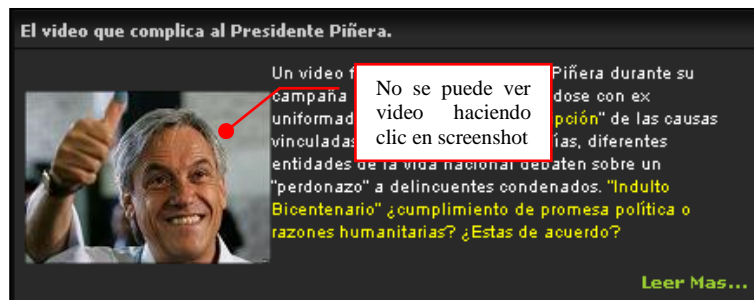 El video que complica al Presidente Piñera.
Un video
Piñera durante su
campaña
dose con ex
No se puede ver
video haciendo
clic en screenshot
" de las causas
vinculadas
ías, diferentes
entidades de la vida nacional debaten sobre un
"perdonazo" a delincuentes condenados. "Indulto
Bicentenario" ¿cumplimiento de promesa política o
razones humanitarias? ¿Estas de acuerdo?
Leer Mas...